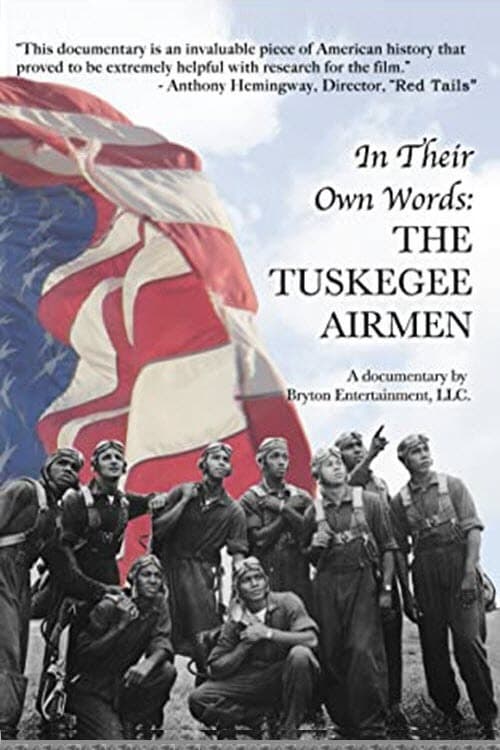 "This documentary is an invaluable piece of American history that
proved to be extremely helpful with research for the film."
- Anthony Hemingway, Director, "Red Tails"
In Their
Own Words:
THE
TUSKEGEE
AIRMEN
A documentary by
Bryton Entertainment, LLC.